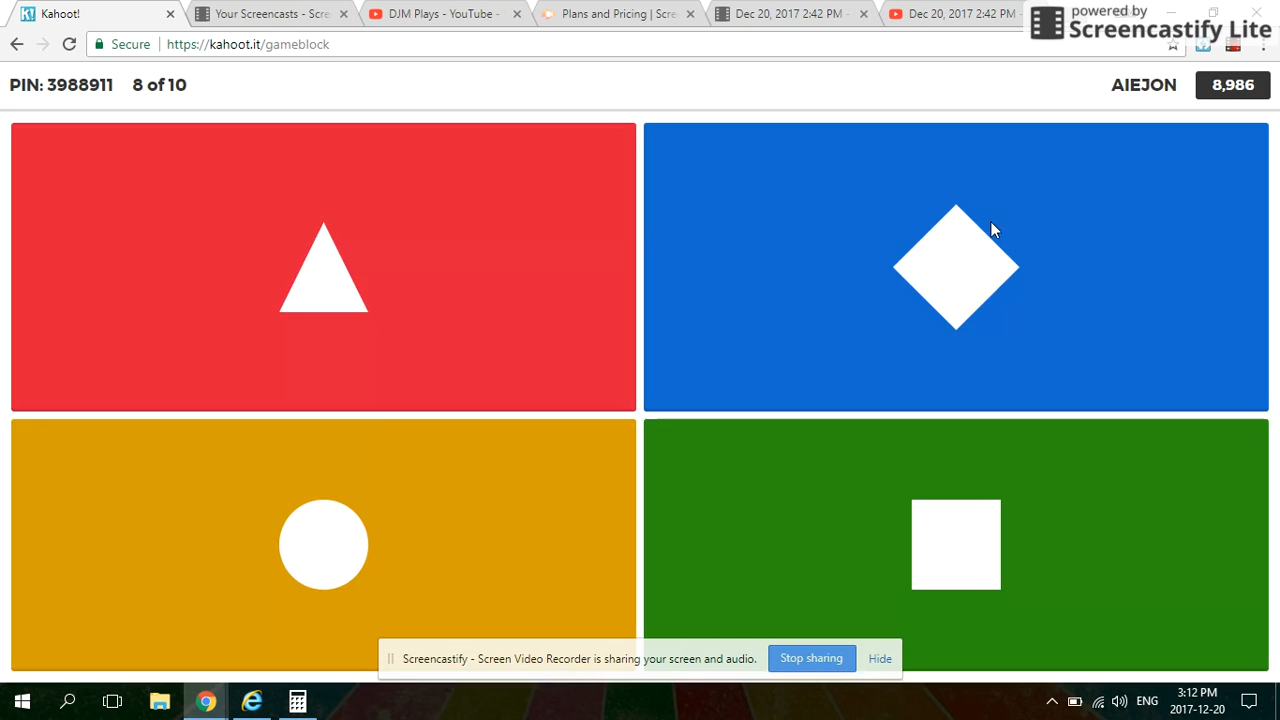 Kahoot!
Your Screencasts - Scre
DJM Plays - YouTube -
Plans and Pricing | Scre
Dec 20, 2017 2:42 PM -
Dec 20, 2017 2:42 PM -
powered by
Screencastify Lite
Secure
https://kahoot.it/gameblock
PIN: 3988911
8 of 10
AIEJON
8,986
Screencastify - Screen Video Recorder is sharing your screen and audio.
Stop sharing
Hide
ENG
3:12 PM
2017-12-20